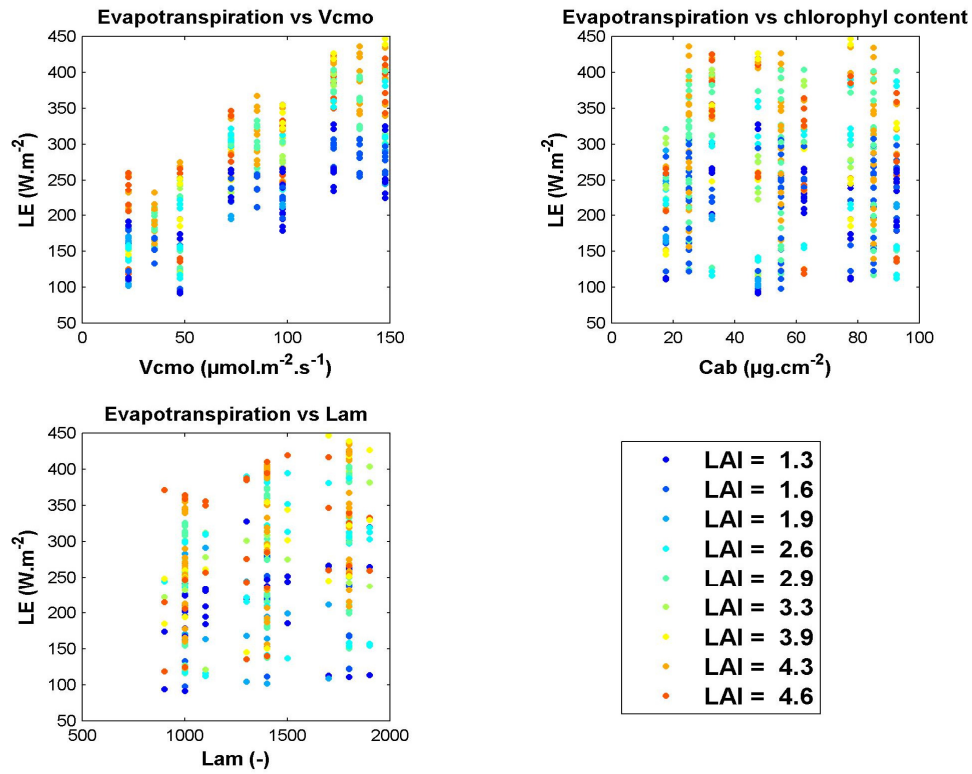 Evapotranspiration vs Vcmo
450
400
350
300
250
200
150
100
50
0
50
100
150
LE (W.m⁻²)
Vcmo (µmol.m⁻².s⁻¹)
Evapotranspiration vs chlorophyl content
450
400
350
300
250
200
150
100
50
0
20
40
60
80
100
LE (W.m⁻²)
Cab (µg.cm⁻²)
Evapotranspiration vs Lam
450
400
350
300
250
200
150
100
50
500
1000
1500
2000
LE (W.m⁻²)
Lam (-)
LAI = 1.3
LAI = 1.6
LAI = 1.9
LAI = 2.6
LAI = 2.9
LAI = 3.3
LAI = 3.9
LAI = 4.3
LAI = 4.6